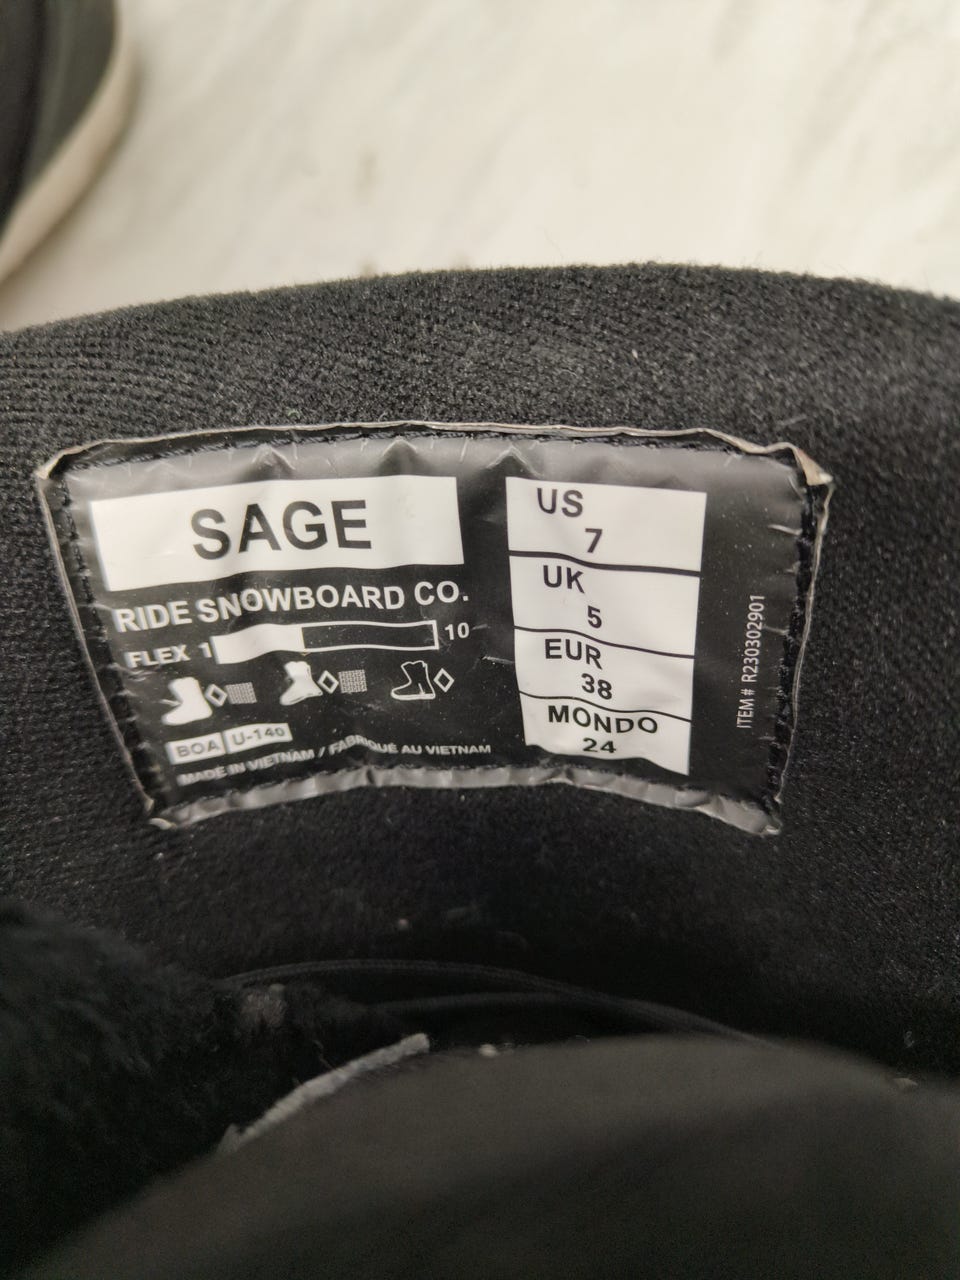 SAGE
RIDE SNOWBOARD CO.
FLEX 1 10
BOA U-140
MADE IN VIETNAM / FABRIQUÉ AU VIETNAM
US
7
UK
5
EUR
38
MONDO
24
ITEM# R230302901